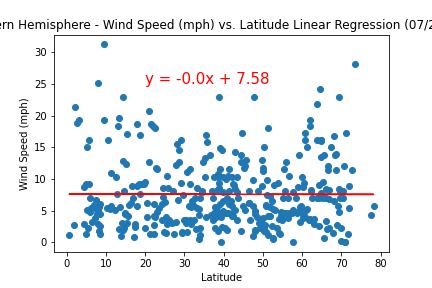 ern Hemisphere - Wind Speed (mph) vs. Latitude Linear Regression (07/2
30
25
20
15
10
5
0
Wind Speed (mph)
y = -0.0x + 7.58
0 10 20 30 40 50 60 70 80
Latitude